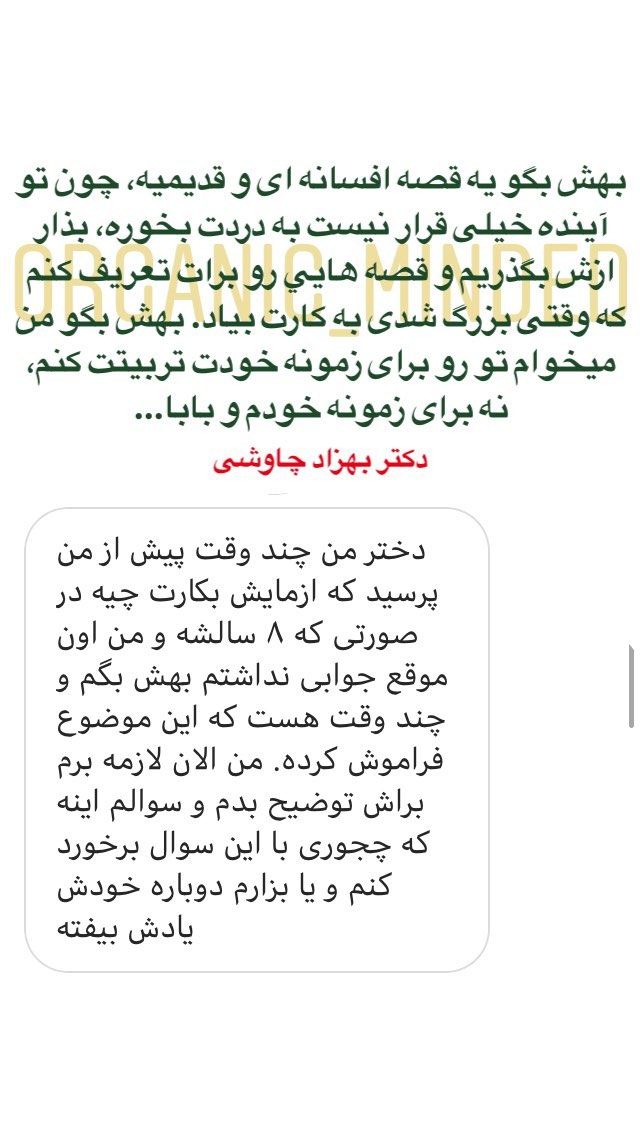 بهش بگو یه قصه افسانه ای و قدیمیه، چون تو
آینده خیلی قرار نیست به دردت بخوره، بذار
ازش بگذریم و قصه هایي رو برات تعریف کنم
که وقتی بزرگ شدی به کارت بیاد. بهش بگو من
میخوام تو رو برای زمونه خودت تربیتت کنم،
نه برای زمونه خودم و بابا...
ORGANIC_MINDED
دکتر بهزاد چاوشی
دختر من چند وقت پیش از من
پرسید که ازمایش بکارت چیه در
صورتی که ۸ سالشه و من اون
موقع جوابی نداشتم بهش بگم و
چند وقت هست که این موضوع
فراموش کرده. من الان لازمه برم
براش توضیح بدم و سوالم اینه
که چجوری با این سوال برخورد
کنم و یا بزارم دوباره خودش
یادش بیفته